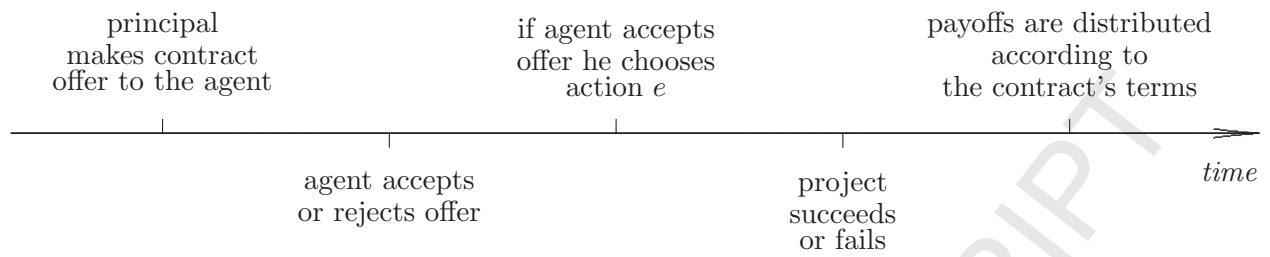 principal
makes contract
offer to the agent
agent accepts
or rejects offer
if agent accepts
offer he chooses
action e
project
succeeds
or fails
payoffs are distributed
according to
the contract's terms
time
RIPT